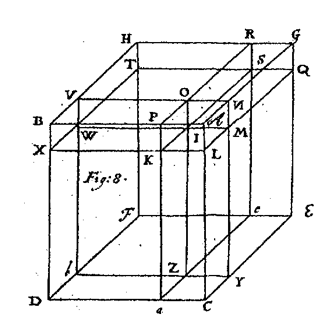 H R G
T S Q
V O N
B P A
W I M
X K L
Fig: 8.
F e E
b Z Y
D a C